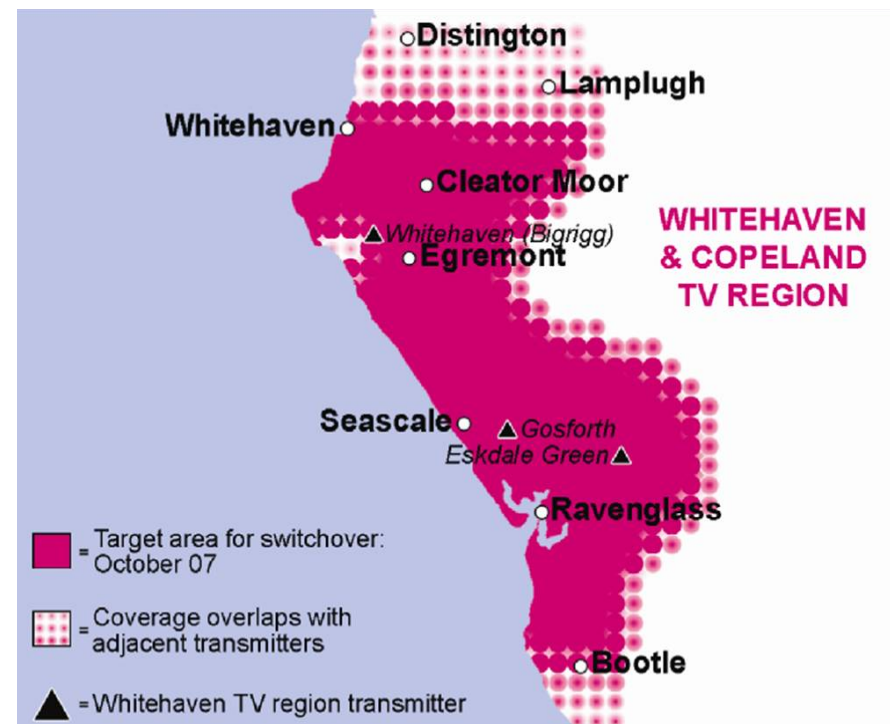 Distington
Lamplugh
Whitehaven
Cleator Moor
Whitehaven (Bigrigg)
Egremont
WHITEHAVEN
& COPELAND
TV REGION
Seascale
Gosforth
Eskdale Green
Ravenglass
= Target area for switchover:
October 07
= Coverage overlaps with
adjacent transmitters
Bootle
= Whitehaven TV region transmitter